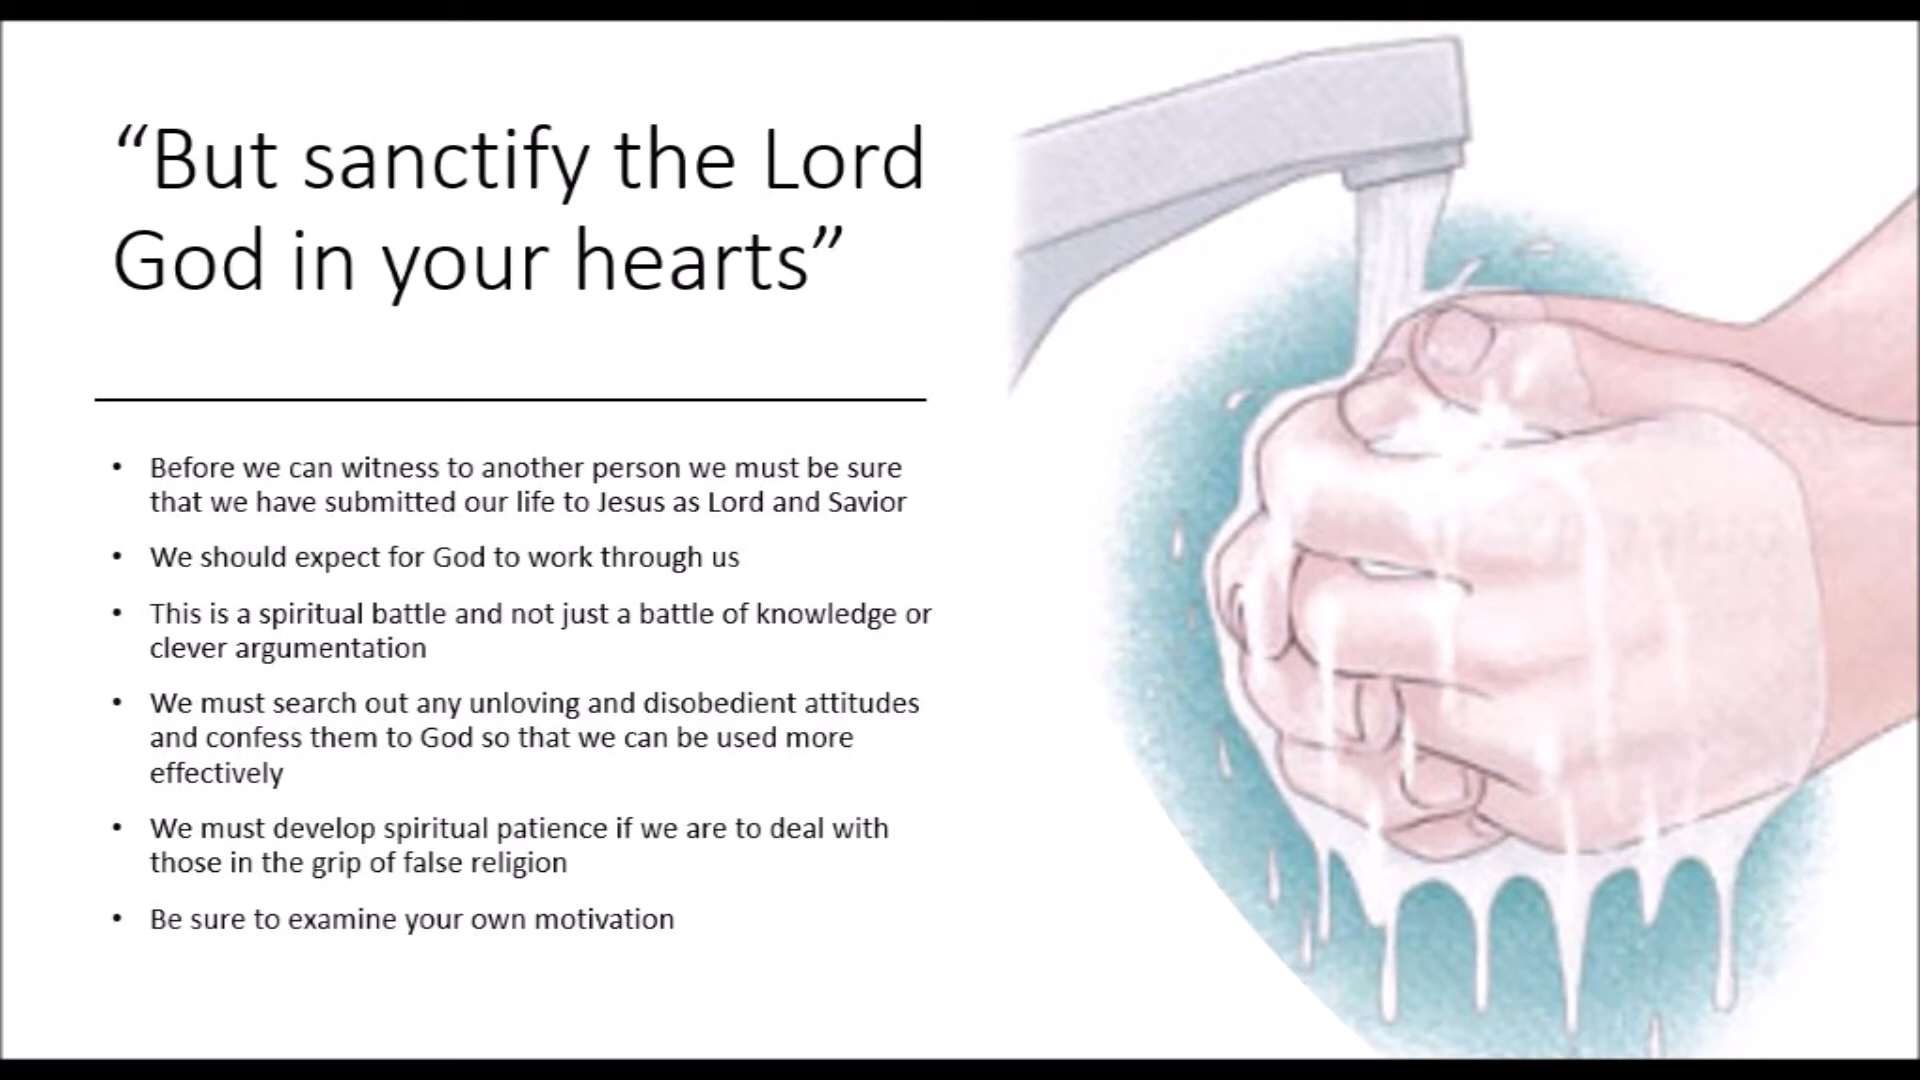 “But sanctify the Lord
God in your hearts”
• Before we can witness to another person we must be sure
that we have submitted our life to Jesus as Lord and Savior
• We should expect for God to work through us
• This is a spiritual battle and not just a battle of knowledge or
clever argumentation
• We must search out any unloving and disobedient attitudes
and confess them to God so that we can be used more
effectively
• We must develop spiritual patience if we are to deal with
those in the grip of false religion
• Be sure to examine your own motivation